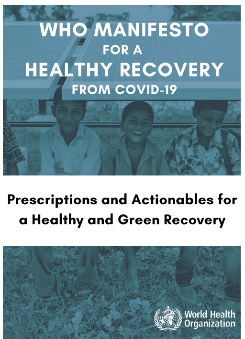 WHO MANIFESTO
FOR A
HEALTHY RECOVERY
FROM COVID-19
Prescriptions and Actionables for
a Healthy and Green Recovery
World Health
Organization